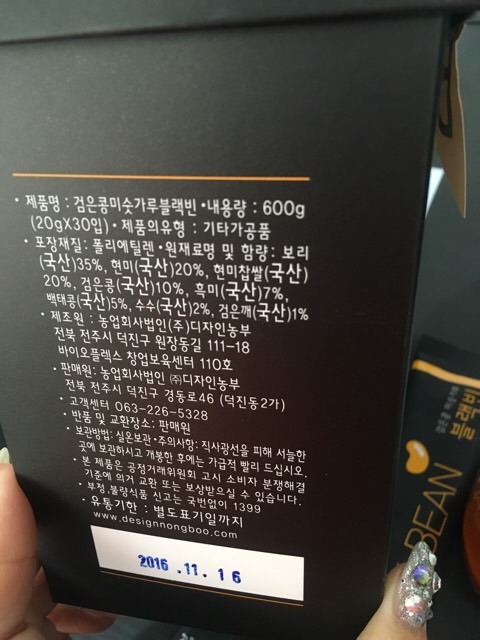 • 제품명 : 검은콩미숫가루블랙빈 •내용량 : 600g
(20gX30입) • 제품의유형 : 기타가공품
• 포장재질: 폴리에틸렌 •원재료명 및 함량: 보리
(국산)35%, 현미(국산)20%, 현미찹쌀(국산)
20%, 검은콩(국산)10%, 흑미(국산)7%,
백태콩(국산)5%, 수수(국산)2%, 검은깨(국산)1%
• 제조원 : 농업회사법인(주)디자인농부
전북 전주시 덕진구 원장동길 111-18
바이오플렉스 창업보육센터 110호
• 판매원: 농업회사법인 ㈜디자인농부
전북 전주시 덕진구 경동로46 (덕진동2가)
• 고객센터 063-226-5328
• 반품 및 교환장소: 판매원
• 보관방법: 실온보관 •주의사항: 직사광선을 피해 서늘한
곳에 보관하시고 개봉한 후에는 가급적 빨리 드십시오.
• 본 제품은 공정거래위원회 고시 소비자 분쟁해결
기준에 의거 교환 또는 보상받으실 수 있습니다.
• 부정,불량식품 신고는 국번없이 1399
• 유통기한 : 별도표기일까지
www.designnongboo.com
2016 .11 .16
블랙빈
BEAN